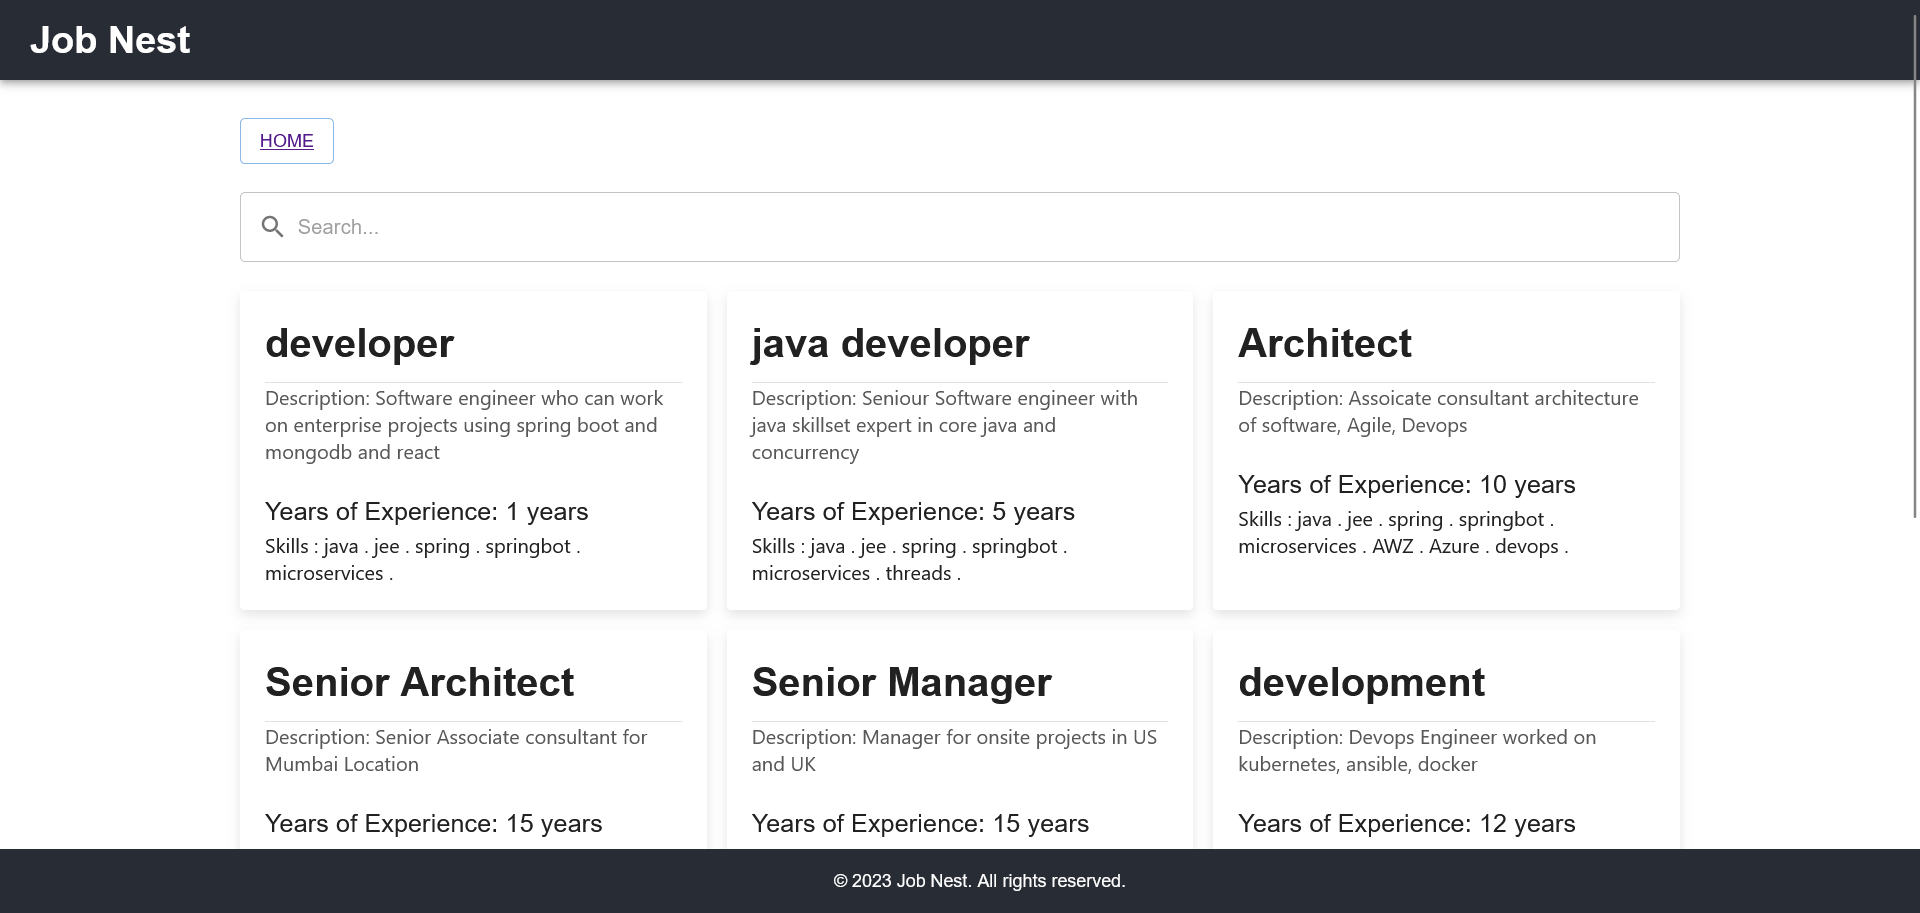 Job Nest
HOME
Search...
developer
Description: Software engineer who can work
on enterprise projects using spring boot and
mongodb and react
Years of Experience: 1 years
Skills : java . jee . spring . springbot .
microservices .
java developer
Description: Seniour Software engineer with
java skillset expert in core java and
concurrency
Years of Experience: 5 years
Skills : java . jee . spring . springbot .
microservices . threads .
Architect
Description: Assoicate consultant architecture
of software, Agile, Devops
Years of Experience: 10 years
Skills : java . jee . spring . springbot .
microservices . AWZ . Azure . devops .
Senior Architect
Description: Senior Associate consultant for
Mumbai Location
Years of Experience: 15 years
Senior Manager
Description: Manager for onsite projects in US
and UK
Years of Experience: 15 years
development
Description: Devops Engineer worked on
kubernetes, ansible, docker
Years of Experience: 12 years
© 2023 Job Nest. All rights reserved.